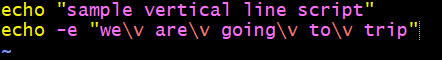 echo "sample vertical line script"
echo -e "we\v are\v going\v to\v trip"
~